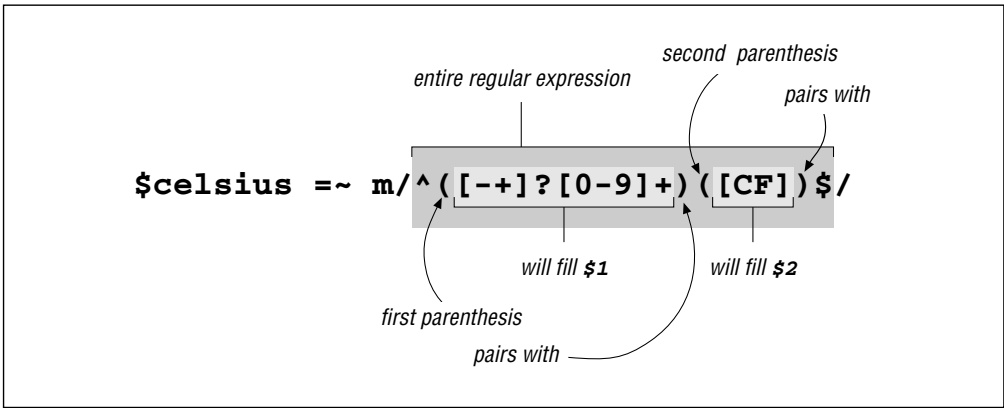 second parenthesis
entire regular expression
pairs with
$celsius =~ m/^([-+]?[0-9]+)([CF])$/
will fill $1
will fill $2
first parenthesis
pairs with